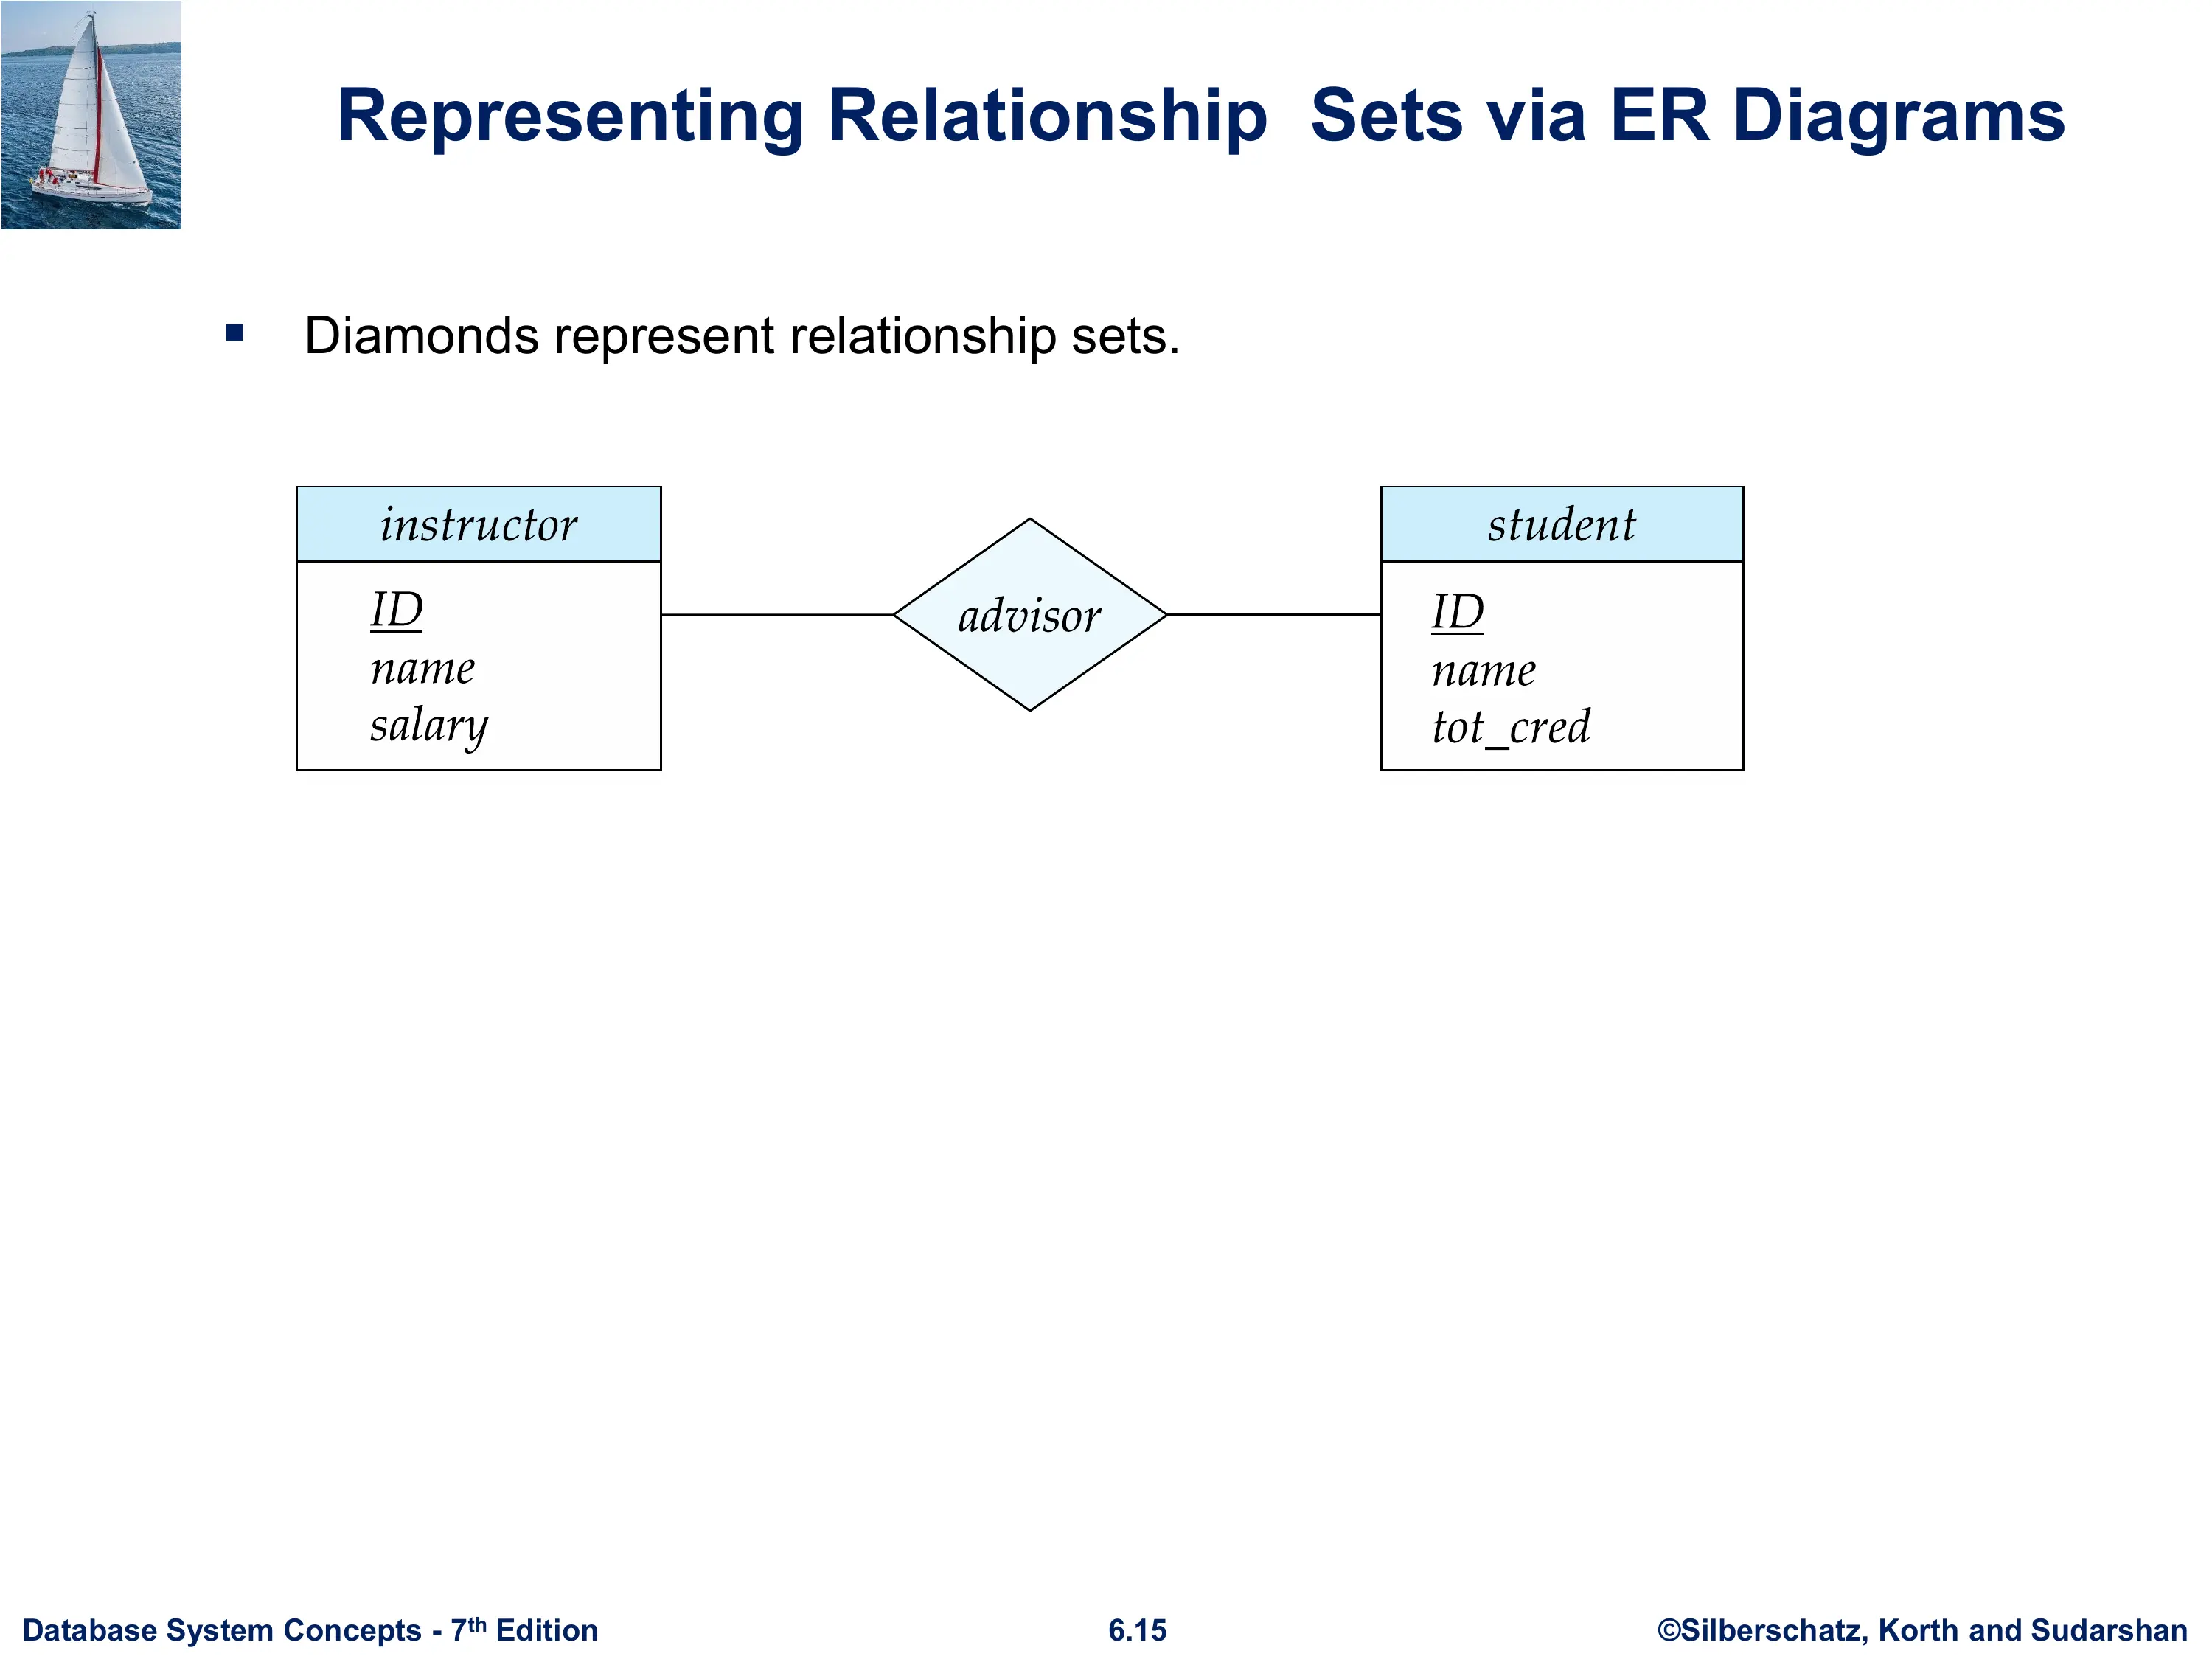 Representing Relationship  Sets via ER Diagrams
▪ Diamonds represent relationship sets.
instructor
ID
name
salary
advisor
student
ID
name
tot_cred
Database System Concepts - 7th Edition
6.15
©Silberschatz, Korth and Sudarshan